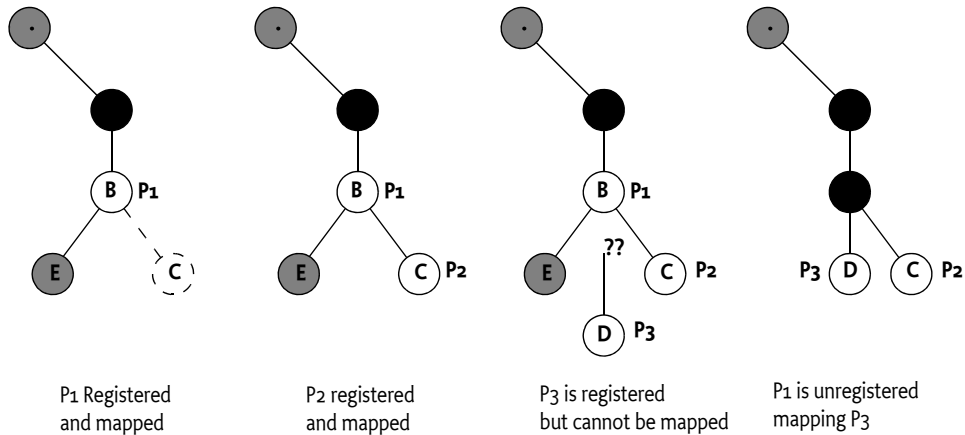 B P1
E C
P1 Registered
and mapped
B P1
E C P2
P2 registered
and mapped
B P1
??
E C P2
D P3
P3 is registered
but cannot be mapped
P3 D C P2
P1 is unregistered
mapping P3